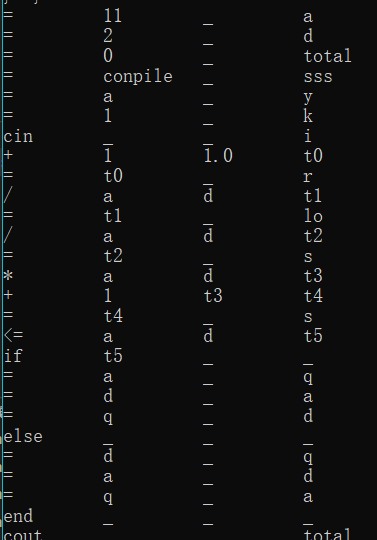 = 11 _ a
= 2 _ d
= 0 _ total
= conpile _ sss
= a _ y
= 1 _ k
cin _ _ i
+ 1 1.0 t0
= t0 _ r
/ a d t1
= t1 _ lo
/ a d t2
= t2 _ s
* a d t3
+ 1 t3 t4
= t4 _ s
<= a d t5
if t5 _ _
= a _ q
= d _ a
= q _ d
else _ _ _
= d _ q
= a _ d
= q _ a
end _ _ _
cout total